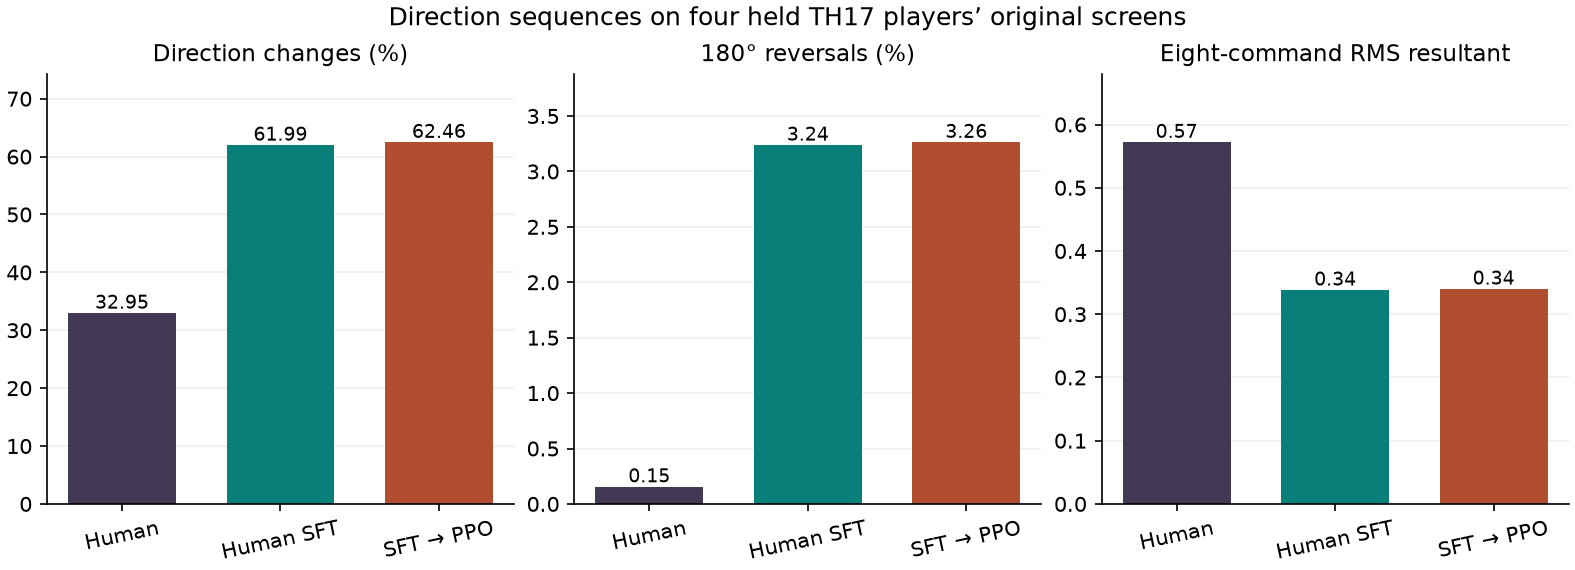 Direction sequences on four held TH17 players’ original screens
Direction changes (%)
70
60
50
40
30
20
10
0
32.95
61.99
62.46
Human
Human SFT
SFT → PPO
180° reversals (%)
3.5
3.0
2.5
2.0
1.5
1.0
0.5
0.0
0.15
3.24
3.26
Human
Human SFT
SFT → PPO
Eight-command RMS resultant
0.6
0.5
0.4
0.3
0.2
0.1
0.0
0.57
0.34
0.34
Human
Human SFT
SFT → PPO